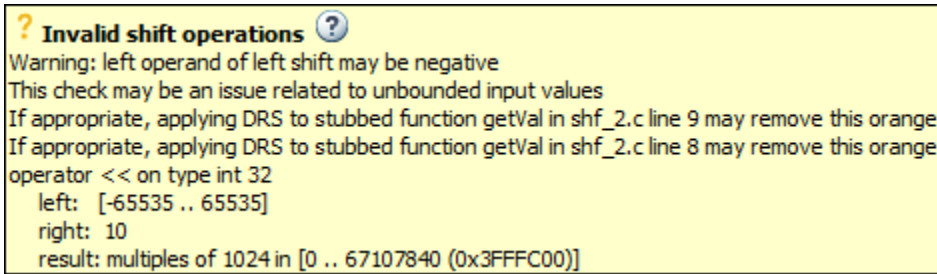 ? Invalid shift operations ?
Warning: left operand of left shift may be negative
This check may be an issue related to unbounded input values
If appropriate, applying DRS to stubbed function getVal in shf_2.c line 9 may remove this orange
If appropriate, applying DRS to stubbed function getVal in shf_2.c line 8 may remove this orange
operator << on type int 32
left: [-65535 .. 65535]
right: 10
result: multiples of 1024 in [0 .. 67107840 (0x3FFFC00)]